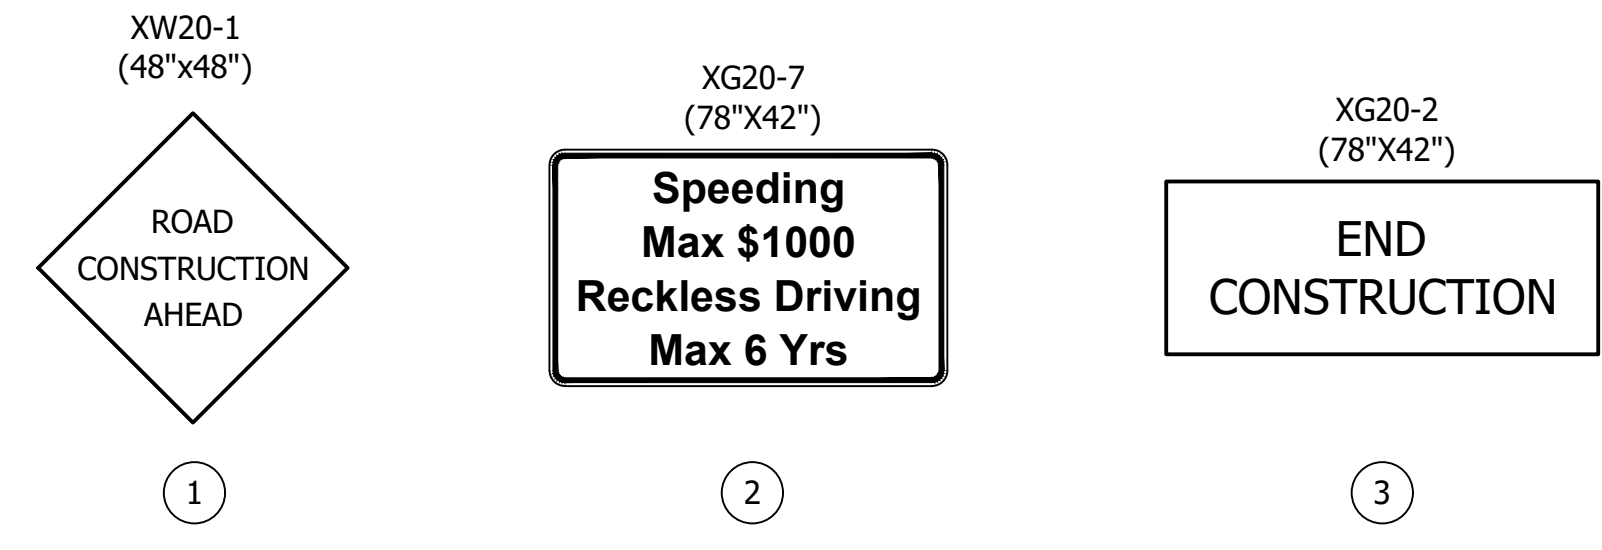 XW20-1
(48"x48")
ROAD
CONSTRUCTION
AHEAD
1
XG20-7
(78"X42")
Speeding
Max $1000
Reckless Driving
Max 6 Yrs
2
XG20-2
(78"X42")
END
CONSTRUCTION
3